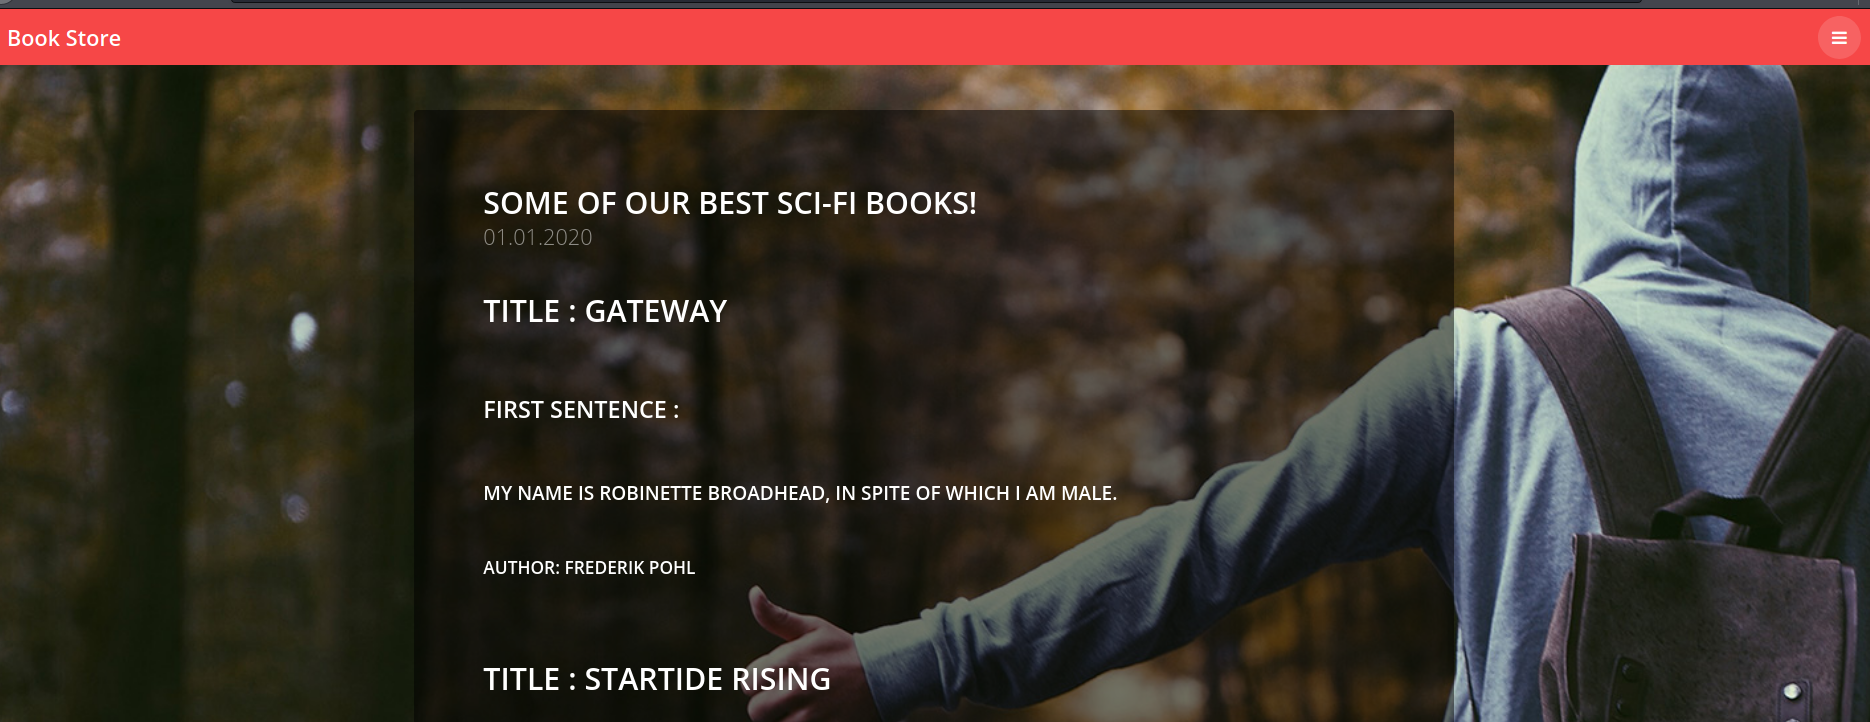 Book Store
SOME OF OUR BEST SCI-FI BOOKS!
01.01.2020
TITLE : GATEWAY
FIRST SENTENCE :
MY NAME IS ROBINETTE BROADHEAD, IN SPITE OF WHICH I AM MALE.
AUTHOR: FREDERIK POHL
TITLE : STARTIDE RISING